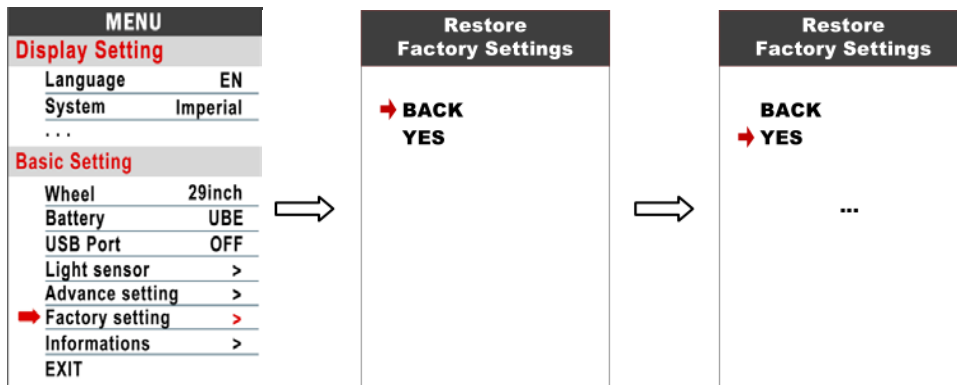 MENU
Display Setting
Language EN
System Imperial
...
Basic Setting
Wheel 29inch
Battery UBE
USB Port OFF
Light sensor >
Advance setting >
Factory setting >
Informations >
EXIT
Restore
Factory Settings
BACK
YES
Restore
Factory Settings
BACK
YES
...